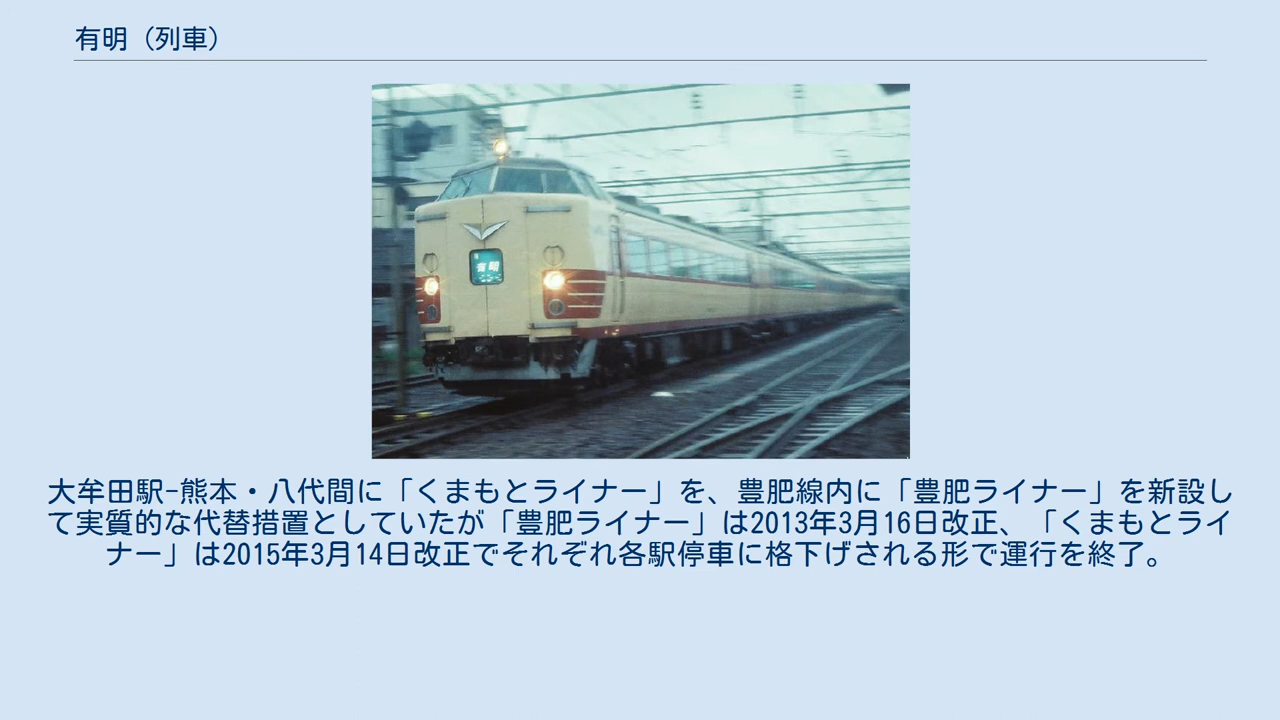 有明（列車）
有明
大牟田駅-熊本・八代間に「くまもとライナー」を、豊肥線内に「豊肥ライナー」を新設し
て実質的な代替措置としていたが「豊肥ライナー」は2013年3月16日改正、「くまもとライ
ナー」は2015年3月14日改正でそれぞれ各駅停車に格下げされる形で運行を終了。